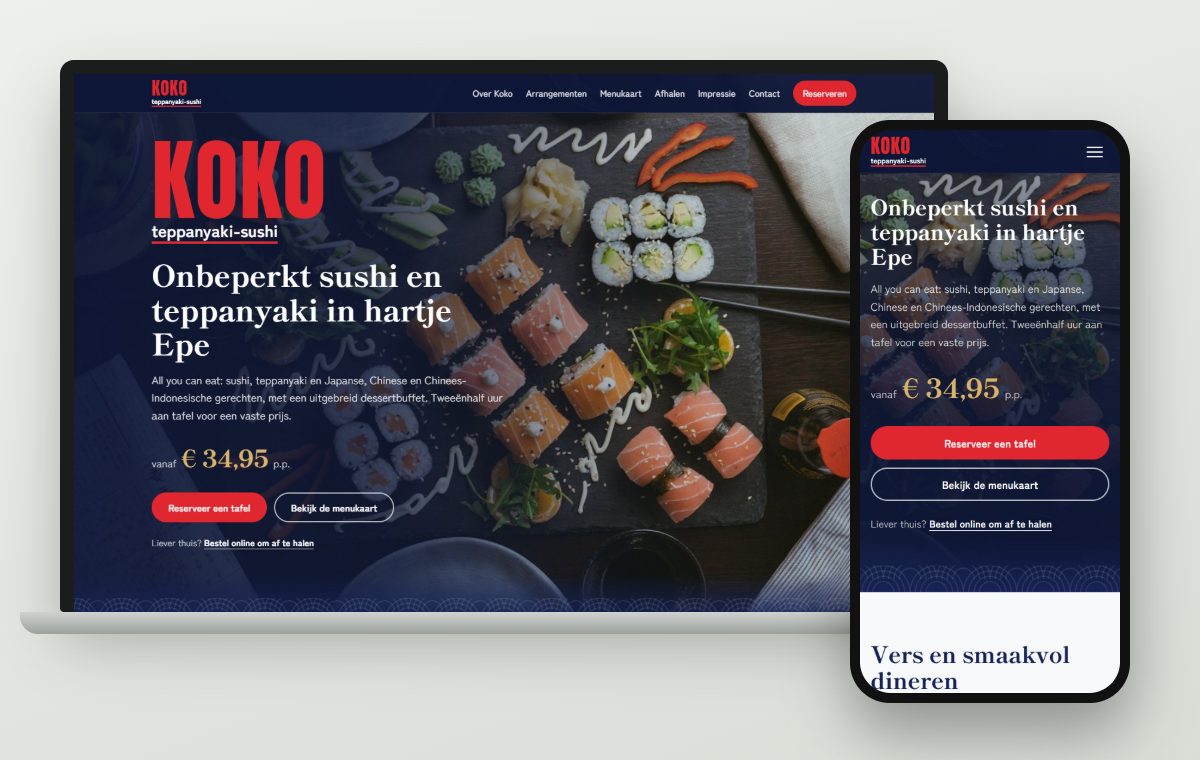 KOKO
teppanyaki-sushi
Over Koko Arrangementen Menukaart Afhalen Impressie Contact Reserveren
KOKO
teppanyaki-sushi
Onbeperkt sushi en
teppanyaki in hartje
Epe
All you can eat: sushi, teppanyaki en Japanse, Chinese en Chinees-
Indonesische gerechten, met een uitgebreid dessertbuffet. Tweeënhalf uur
aan tafel voor een vaste prijs.
vanaf € 34,95 p.p.
Reserveer een tafel Bekijk de menukaart
Liever thuis? Bestel online om af te halen
KOKO
teppanyaki-sushi
Onbeperkt sushi en
teppanyaki in hartje
Epe
All you can eat: sushi, teppanyaki en Japanse,
Chinese en Chinees-Indonesische gerechten, met
een uitgebreid dessertbuffet. Tweeënhalf uur aan
tafel voor een vaste prijs.
vanaf € 34,95 p.p.
Reserveer een tafel
Bekijk de menukaart
Liever thuis? Bestel online om af te halen
Vers en smaakvol
dineren